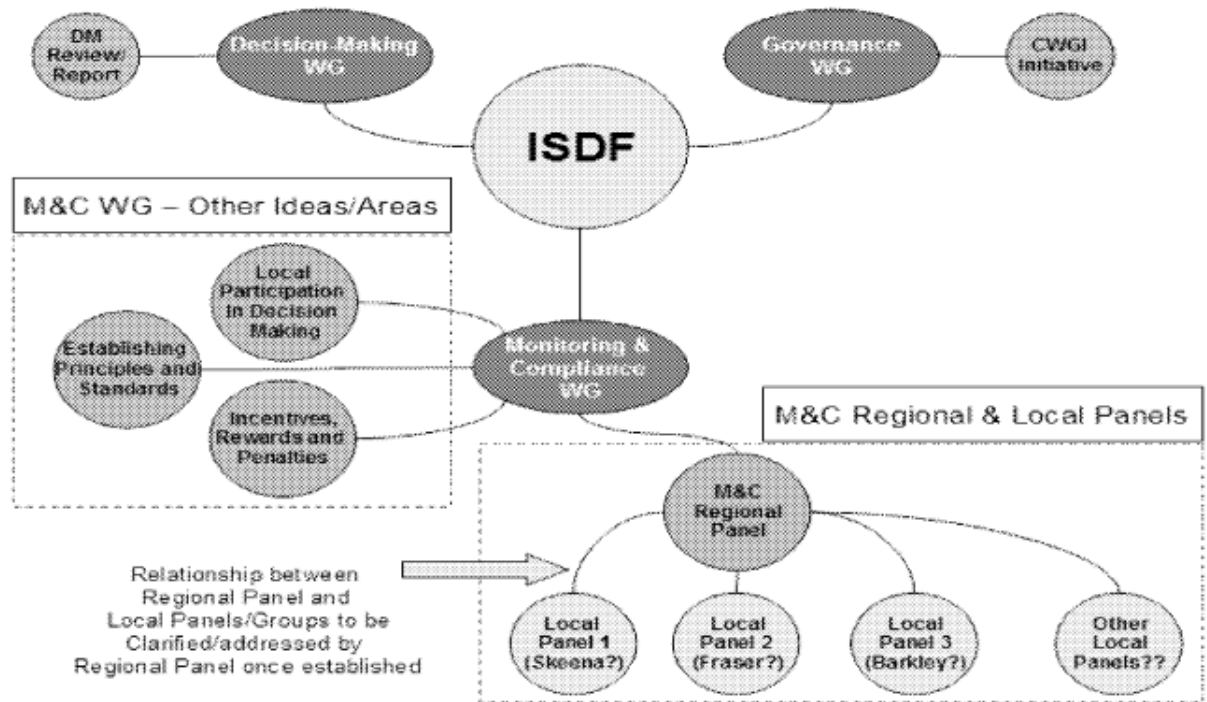 DM
Review/
Report
Decision-Making
WG
Governance
WG
CWGI
Initiative
ISDF
M&C WG – Other Ideas/Areas
Local
Participation
In Decision
Making
Establishing
Principles and
Standards
Incentives,
Rewards and
Penalties
Monitoring &
Compliance
WG
M&C Regional & Local Panels
M&C
Regional
Panel
Relationship between
Regional Panel and
Local Panels/Groups to be
Clarified/addressed by
Regional Panel once established
Local
Panel 1
(Skeena?)
Local
Panel 2
(Fraser?)
Local
Panel 3
(Barkley?)
Other
Local
Panels??